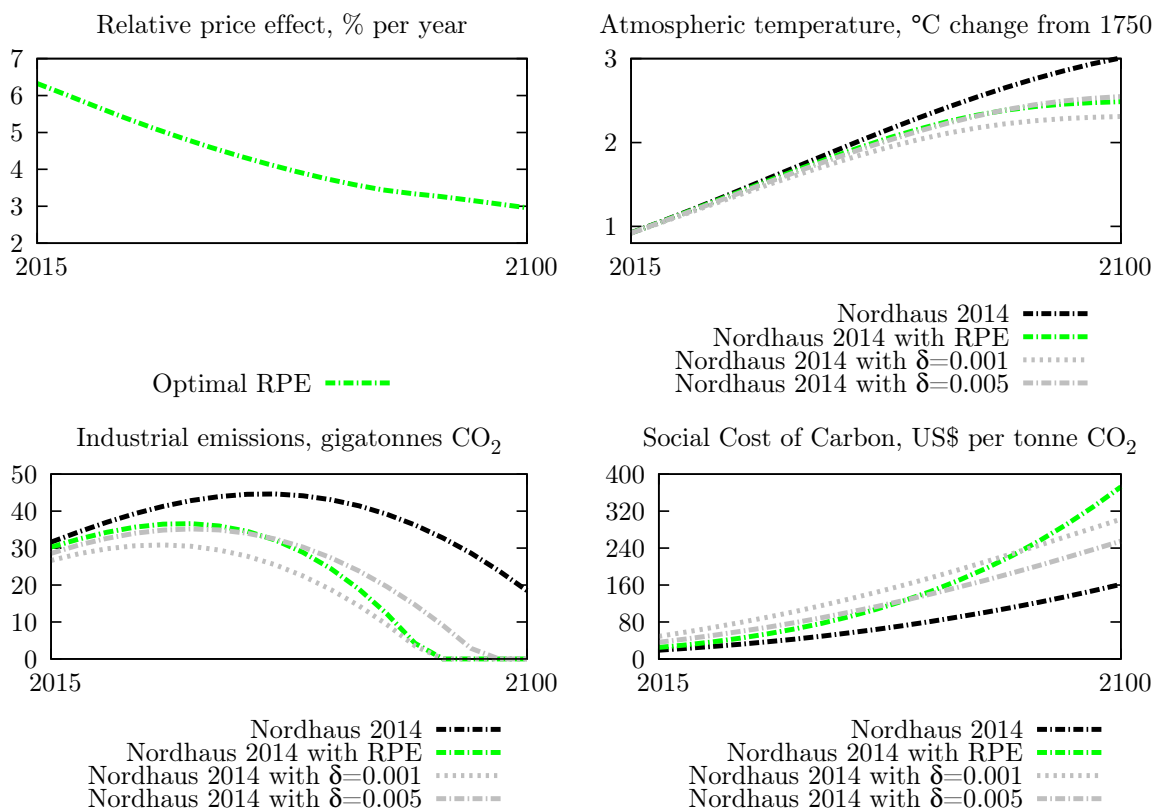 Relative price effect, % per year
7
6
5
4
3
2
2015 2100
Optimal RPE
Atmospheric temperature, °C change from 1750
3
2
1
2015 2100
Nordhaus 2014
Nordhaus 2014 with RPE
Nordhaus 2014 with δ=0.001
Nordhaus 2014 with δ=0.005
Industrial emissions, gigatonnes CO₂
50
40
30
20
10
0
2015 2100
Nordhaus 2014
Nordhaus 2014 with RPE
Nordhaus 2014 with δ=0.001
Nordhaus 2014 with δ=0.005
Social Cost of Carbon, US$ per tonne CO₂
400
320
240
160
80
0
2015 2100
Nordhaus 2014
Nordhaus 2014 with RPE
Nordhaus 2014 with δ=0.001
Nordhaus 2014 with δ=0.005